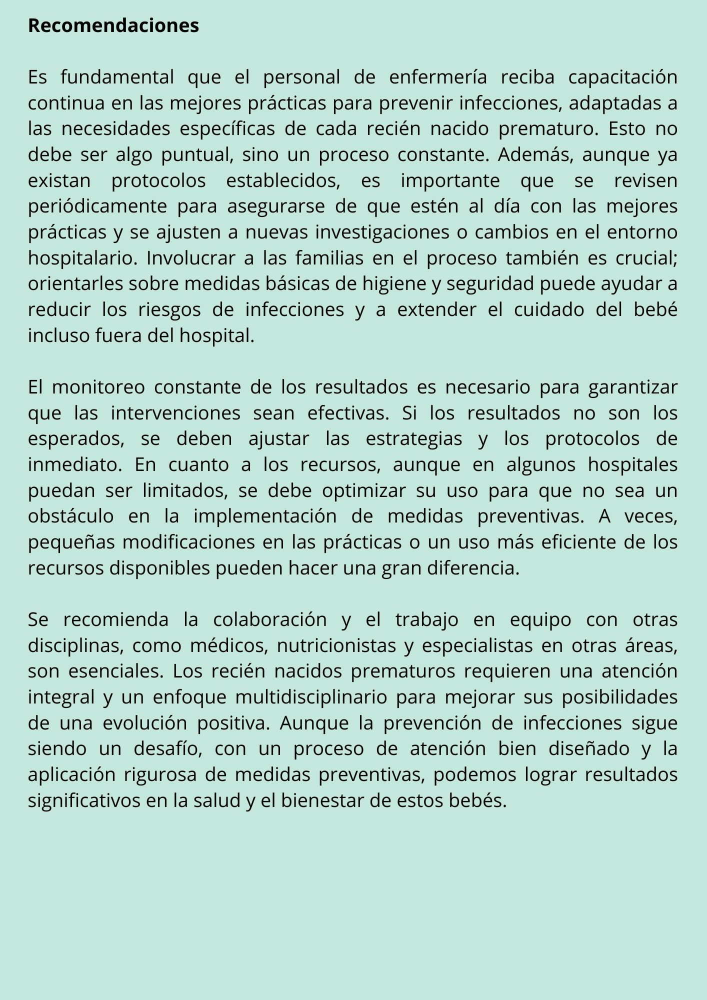 Recomendaciones
Es fundamental que el personal de enfermería reciba capacitación
continua en las mejores prácticas para prevenir infecciones, adaptadas a
las necesidades específicas de cada recién nacido prematuro. Esto no
debe ser algo puntual, sino un proceso constante. Además, aunque ya
existan protocolos establecidos, es importante que se revisen
periódicamente para asegurarse de que estén al día con las mejores
prácticas y se ajusten a nuevas investigaciones o cambios en el entorno
hospitalario. Involucrar a las familias en el proceso también es crucial;
orientarles sobre medidas básicas de higiene y seguridad puede ayudar a
reducir los riesgos de infecciones y a extender el cuidado del bebé
incluso fuera del hospital.
El monitoreo constante de los resultados es necesario para garantizar
que las intervenciones sean efectivas. Si los resultados no son los
esperados, se deben ajustar las estrategias y los protocolos de
inmediato. En cuanto a los recursos, aunque en algunos hospitales
puedan ser limitados, se debe optimizar su uso para que no sea un
obstáculo en la implementación de medidas preventivas. A veces,
pequeñas modificaciones en las prácticas o un uso más eficiente de los
recursos disponibles pueden hacer una gran diferencia.
Se recomienda la colaboración y el trabajo en equipo con otras
disciplinas, como médicos, nutricionistas y especialistas en otras áreas,
son esenciales. Los recién nacidos prematuros requieren una atención
integral y un enfoque multidisciplinario para mejorar sus posibilidades
de una evolución positiva. Aunque la prevención de infecciones sigue
siendo un desafío, con un proceso de atención bien diseñado y la
aplicación rigurosa de medidas preventivas, podemos lograr resultados
significativos en la salud y el bienestar de estos bebés.